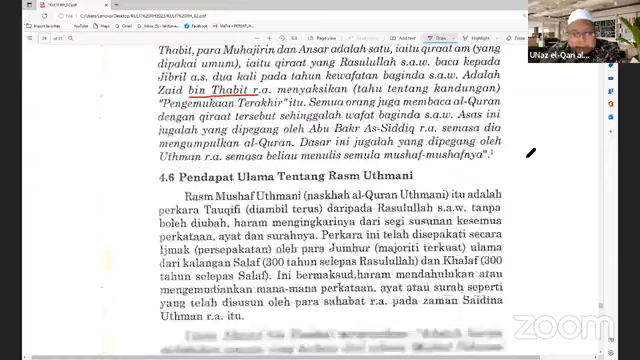 Draw
UNaz el-Qari al
Thabit, para Muhajirin dan Ansar adalah satu, iaitu qiraat am (yang
dipakai umum), iaitu qiraat yang Rasulullah s.a.w. baca kepada
Jibril a.s. dua kali pada tahun kewafatan baginda s.a.w. Adalah
Zaid bin Thabit r.a. menyaksikan (tahu tentang kandungan)
"Pengemukaan Terakhir" itu. Semua orang juga membaca al-Quran
dengan qiraat tersebut sehinggalah wafat baginda s.a.w. Asas ini
jugalah yang dipegang oleh Abu Bakr As-Siddiq r.a. semasa dia
mengumpulkan al-Quran. Dasar ini jugalah yang dipegang oleh
Uthman r.a. semasa beliau menulis semula mushaf-mushafnya".¹
4.6 Pendapat Ulama Tentang Rasm Uthmani
Rasm Mushaf Uthmani (naskhah al-Quran Uthmani) itu adalah
perkara Tauqifi (diambil terus) daripada Rasulullah s.a.w. tanpa
boleh diubah, haram mengingkarinya dari segi susunan kesemua
perkataan, ayat dan surahnya. Perkara ini telah disepakati secara
Ijmak (persepakatan) oleh para Jumhur (majoriti terkuat) ulama
dari kalangan Salaf (300 tahun selepas Rasulullah) dan Khalaf (300
tahun selepas Salaf). Ini bermaksud, haram mendahulukan atau
mengemudiankan mana-mana perkataan, ayat atau surah seperti
yang telah disusun oleh para suhabat r.a. pada zaman Saidina
Uthman r.a. itu.
zoom